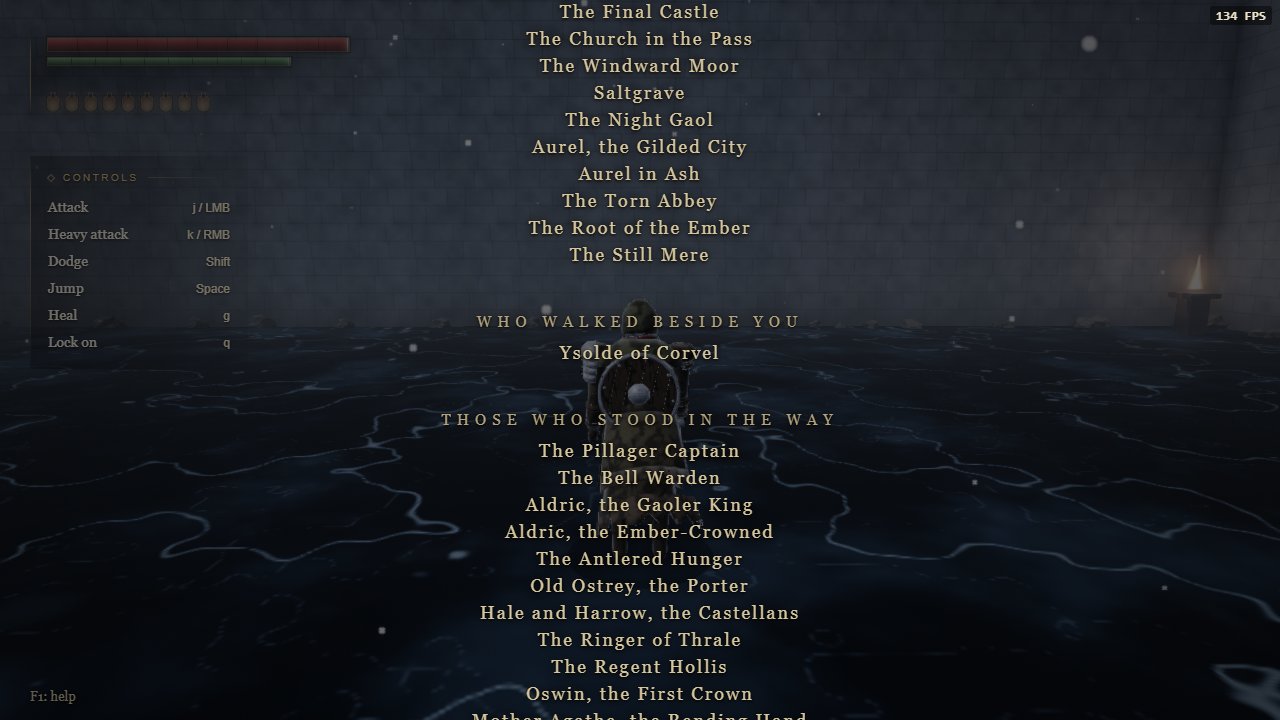 The Final Castle
134 FPS
The Church in the Pass
The Windward Moor
Saltgrave
The Night Gaol
Aurel, the Gilded City
Aurel in Ash
The Torn Abbey
The Root of the Ember
The Still Mere
◇ CONTROLS
Attack j / LMB
Heavy attack k / RMB
Dodge Shift
Jump Space
Heal g
Lock on q
WHO WALKED BESIDE YOU
Ysolde of Corvel
THOSE WHO STOOD IN THE WAY
The Pillager Captain
The Bell Warden
Aldric, the Gaoler King
Aldric, the Ember-Crowned
The Antlered Hunger
Old Ostrey, the Porter
Hale and Harrow, the Castellans
The Ringer of Thrale
The Regent Hollis
Oswin, the First Crown
Mother Agathe, the Bending Hand
F1: help